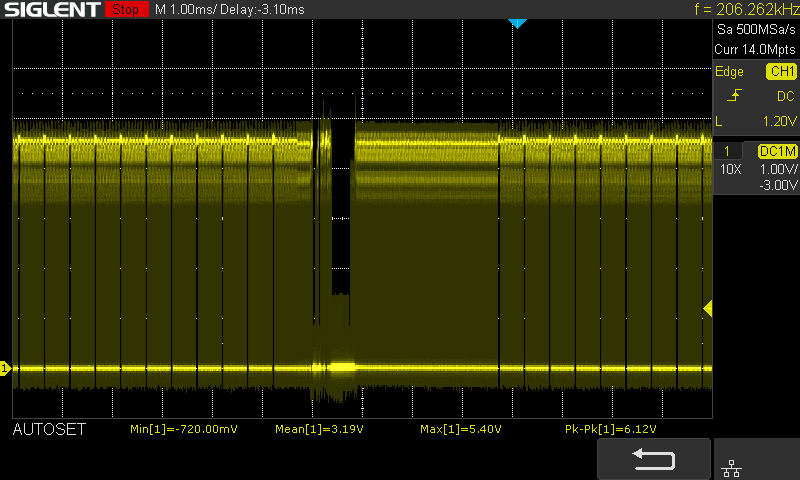 SIGLENT Stop M 1.00ms/ Delay:-3.10ms f = 206.262kHz
Sa 500MSa/s
Curr 14.0Mpts
Edge CH1
DC
L 1.20V
1 DC1M
10X 1.00V/
-3.00V
1
AUTOSET Min[1]=-720.00mV Mean[1]=3.19V Max[1]=5.40V Pk-Pk[1]=6.12V